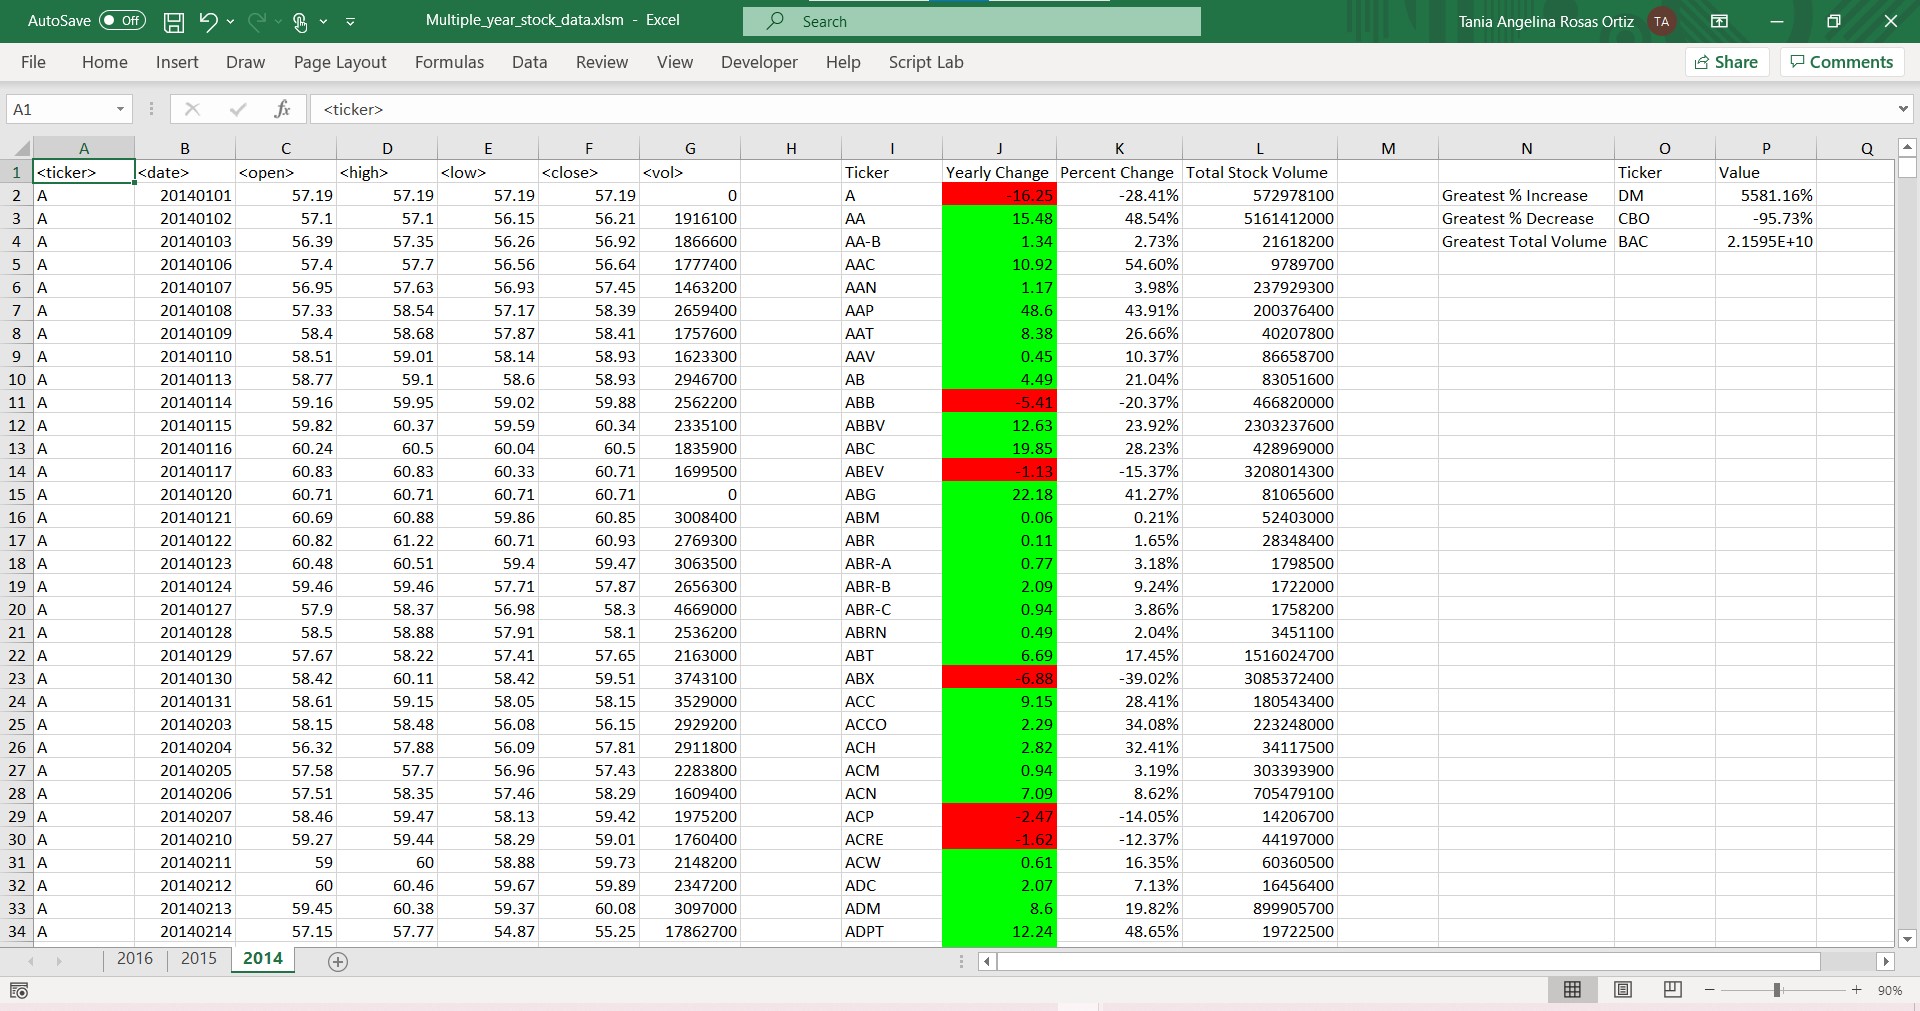 AutoSave Off Multiple_year_stock_data.xlsm - Excel Search Tania Angelina Rosas Ortiz TA
File Home Insert Draw Page Layout Formulas Data Review View Developer Help Script Lab Share Comments
A1 fx <ticker>
A B C D E F G H I J K L M N O P Q
1 <ticker> <date> <open> <high> <low> <close> <vol> Ticker Yearly Change Percent Change Total Stock Volume Ticker Value
2 A 20140101 57.19 57.19 57.19 57.19 0 A -16.25 -28.41% 572978100 Greatest % Increase DM 5581.16%
3 A 20140102 57.1 57.1 56.15 56.21 1916100 AA 15.48 48.54% 5161412000 Greatest % Decrease CBO -95.73%
4 A 20140103 56.39 57.35 56.26 56.92 1866600 AA-B 1.34 2.73% 21618200 Greatest Total Volume BAC 2.1595E+10
5 A 20140106 57.4 57.7 56.56 56.64 1777400 AAC 10.92 54.60% 9789700
6 A 20140107 56.95 57.63 56.93 57.45 1463200 AAN 1.17 3.98% 237929300
7 A 20140108 57.33 58.54 57.17 58.39 2659400 AAP 48.6 43.91% 200376400
8 A 20140109 58.4 58.68 57.87 58.41 1757600 AAT 8.38 26.66% 40207800
9 A 20140110 58.51 59.01 58.14 58.93 1623300 AAV 0.45 10.37% 86658700
10 A 20140113 58.77 59.1 58.6 58.93 2946700 AB 4.49 21.04% 83051600
11 A 20140114 59.16 59.95 59.02 59.88 2562200 ABB -5.41 -20.37% 466820000
12 A 20140115 59.82 60.37 59.59 60.34 2335100 ABBV 12.63 23.92% 2303237600
13 A 20140116 60.24 60.5 60.04 60.5 1835900 ABC 19.85 28.23% 428969000
14 A 20140117 60.83 60.83 60.33 60.71 1699500 ABEV -1.13 -15.37% 3208014300
15 A 20140120 60.71 60.71 60.71 60.71 0 ABG 22.18 41.27% 81065600
16 A 20140121 60.69 60.88 59.86 60.85 3008400 ABM 0.06 0.21% 52403000
17 A 20140122 60.82 61.22 60.71 60.93 2769300 ABR 0.11 1.65% 28348400
18 A 20140123 60.48 60.51 59.4 59.47 3063500 ABR-A 0.77 3.18% 1798500
19 A 20140124 59.46 59.46 57.71 57.87 2656300 ABR-B 2.09 9.24% 1722000
20 A 20140127 57.9 58.37 56.98 58.3 4669000 ABR-C 0.94 3.86% 1758200
21 A 20140128 58.5 58.88 57.91 58.1 2536200 ABRN 0.49 2.04% 3451100
22 A 20140129 57.67 58.22 57.41 57.65 2163000 ABT 6.69 17.45% 1516024700
23 A 20140130 58.42 60.11 58.42 59.51 3743100 ABX -6.88 -39.02% 3085372400
24 A 20140131 58.61 59.15 58.05 58.15 3529000 ACC 9.15 28.41% 180543400
25 A 20140203 58.15 58.48 56.08 56.15 2929200 ACCO 2.29 34.08% 223248000
26 A 20140204 56.32 57.88 56.09 57.81 2911800 ACH 2.82 32.41% 34117500
27 A 20140205 57.58 57.7 56.96 57.43 2283800 ACM 0.94 3.19% 303393900
28 A 20140206 57.51 58.35 57.46 58.29 1609400 ACN 7.09 8.62% 705479100
29 A 20140207 58.46 59.47 58.13 59.42 1975200 ACP -2.47 -14.05% 14206700
30 A 20140210 59.27 59.44 58.29 59.01 1760400 ACRE -1.62 -12.37% 44197000
31 A 20140211 59 60 58.88 59.73 2148200 ACW 0.61 16.35% 60360500
32 A 20140212 60 60.46 59.67 59.89 2347200 ADC 2.07 7.13% 16456400
33 A 20140213 59.45 60.38 59.37 60.08 3097000 ADM 8.6 19.82% 899905700
34 A 20140214 57.15 57.77 54.87 55.25 17862700 ADPT 12.24 48.65% 19722500
2016 2015 2014
90%